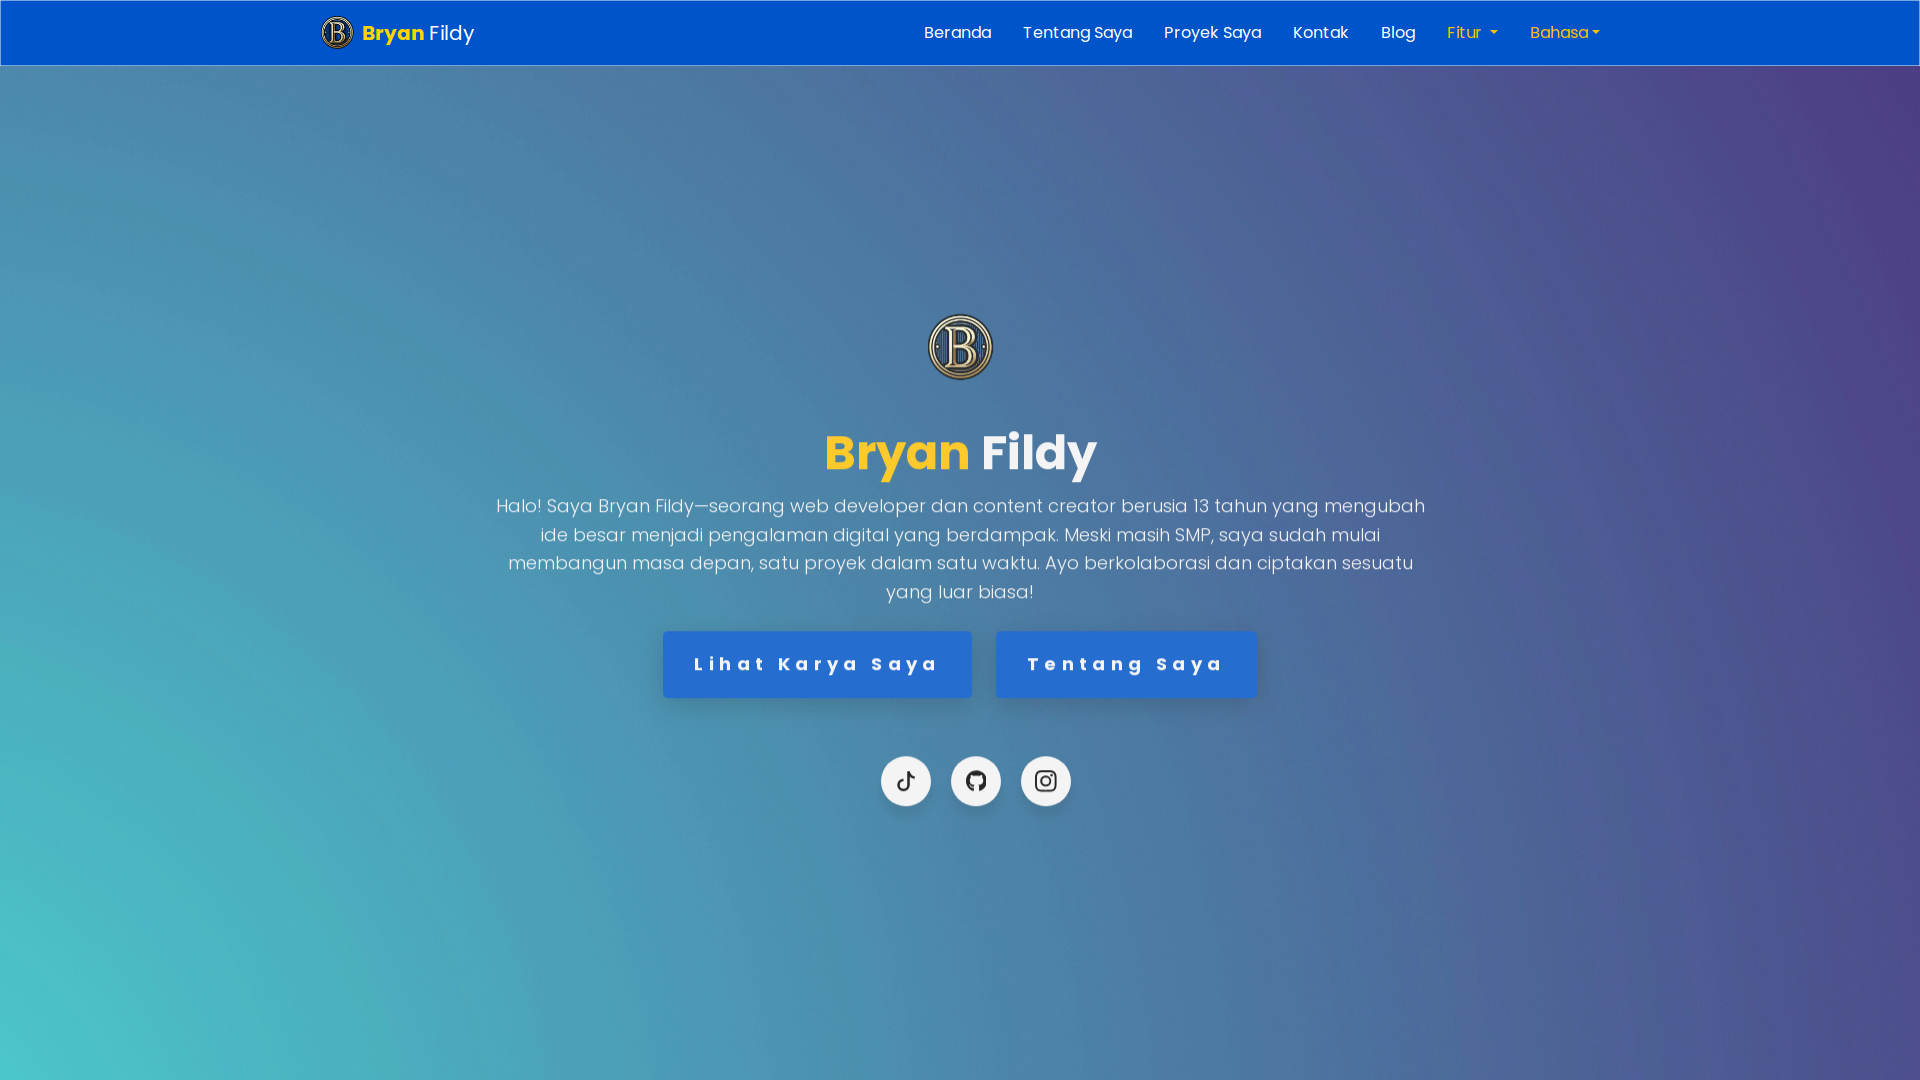 B Bryan Fildy
Beranda Tentang Saya Proyek Saya Kontak Blog Fitur Bahasa
B
Bryan Fildy
Halo! Saya Bryan Fildy—seorang web developer dan content creator berusia 13 tahun yang mengubah
ide besar menjadi pengalaman digital yang berdampak. Meski masih SMP, saya sudah mulai
membangun masa depan, satu proyek dalam satu waktu. Ayo berkolaborasi dan ciptakan sesuatu
yang luar biasa!
Lihat Karya Saya
Tentang Saya